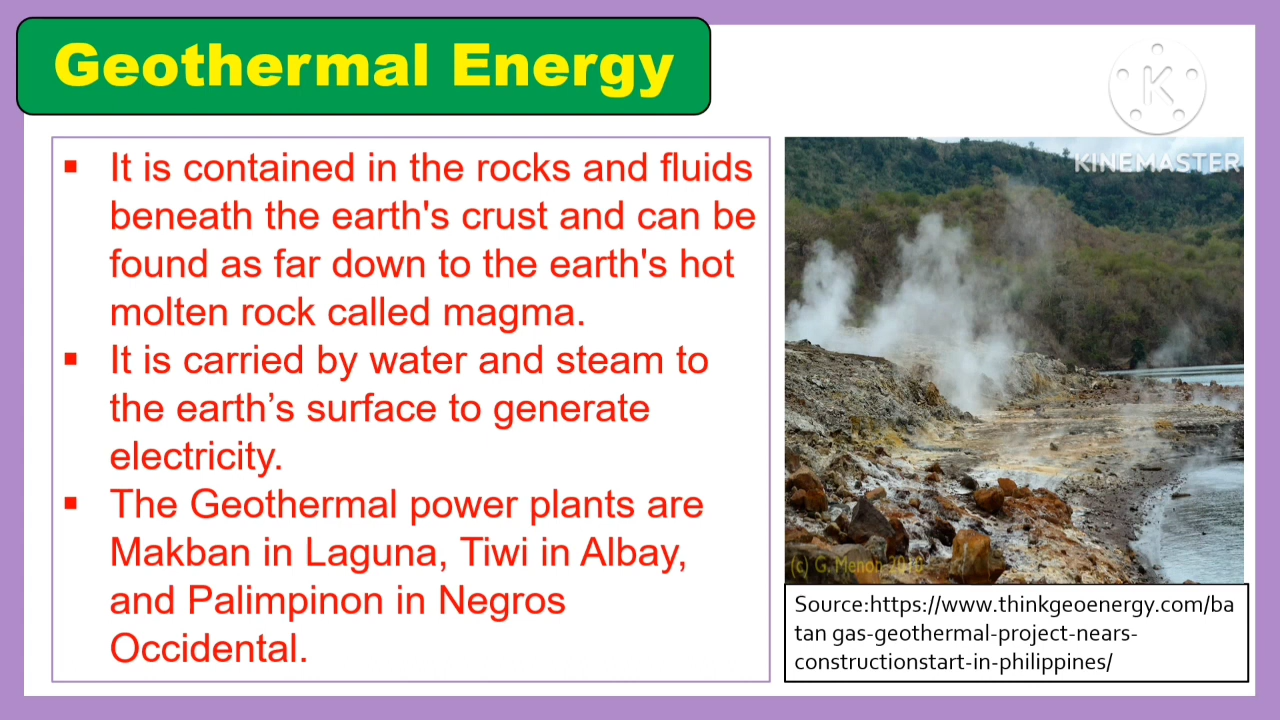 Geothermal Energy
K
KINEMASTER
▪ It is contained in the rocks and fluids
beneath the earth's crust and can be
found as far down to the earth's hot
molten rock called magma.
▪ It is carried by water and steam to
the earth’s surface to generate
electricity.
▪ The Geothermal power plants are
Makban in Laguna, Tiwi in Albay,
and Palimpinon in Negros
Occidental.
(c) G. Menon 2010
Source:https://www.thinkgeoenergy.com/ba
tan gas-geothermal-project-nears-
constructionstart-in-philippines/